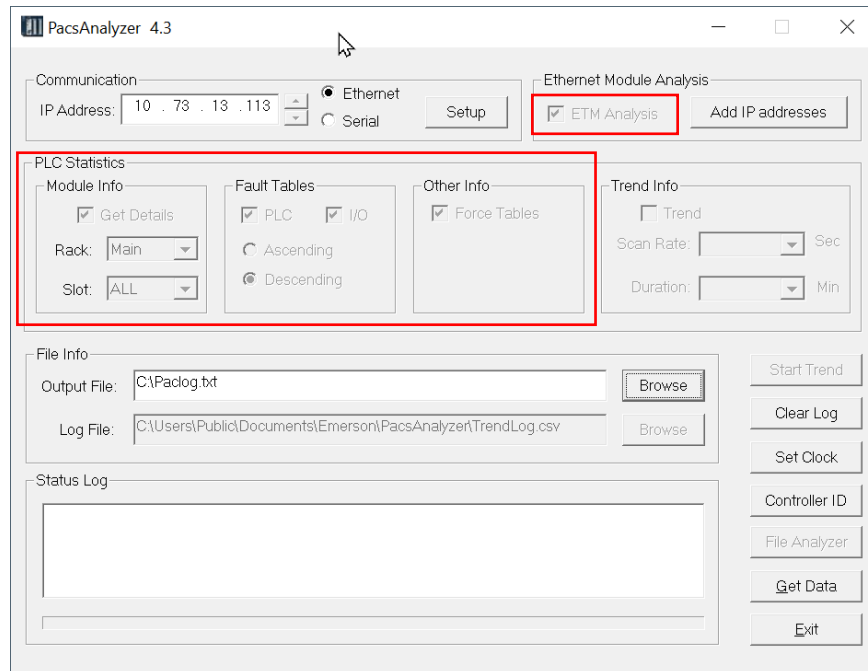 PacsAnalyzer 4.3
Communication
IP Address: 10 . 73 . 13 .113
Ethernet
Serial
Setup
Ethernet Module Analysis
ETM Analysis
Add IP addresses
PLC Statistics
Module Info
Get Details
Rack: Main
Slot: ALL
Fault Tables
PLC I/O
Ascending
Descending
Other Info
Force Tables
Trend Info
Trend
Scan Rate: Sec
Duration: Min
File Info
Output File: C:\Paclog.txt Browse
Log File: C:\Users\Public\Documents\Emerson\PacsAnalyzer\TrendLog.csv Browse
Status Log
Start Trend
Clear Log
Set Clock
Controller ID
File Analyzer
Get Data
Exit